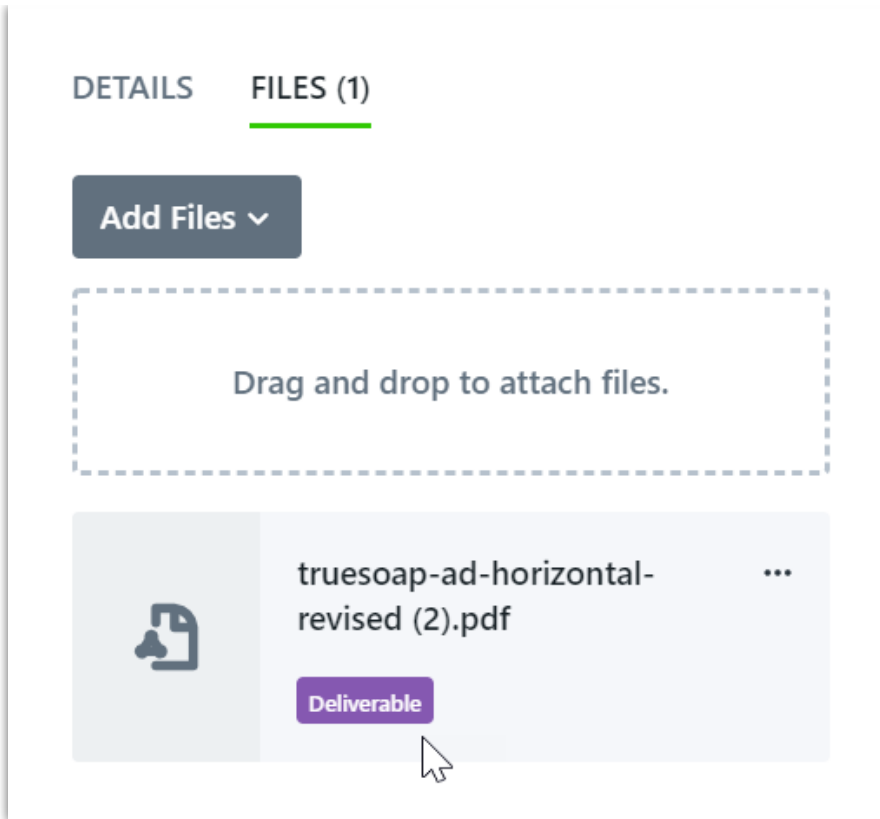 DETAILS FILES (1)
Add Files
Drag and drop to attach files.
truesoap-ad-horizontal-
revised (2).pdf
Deliverable